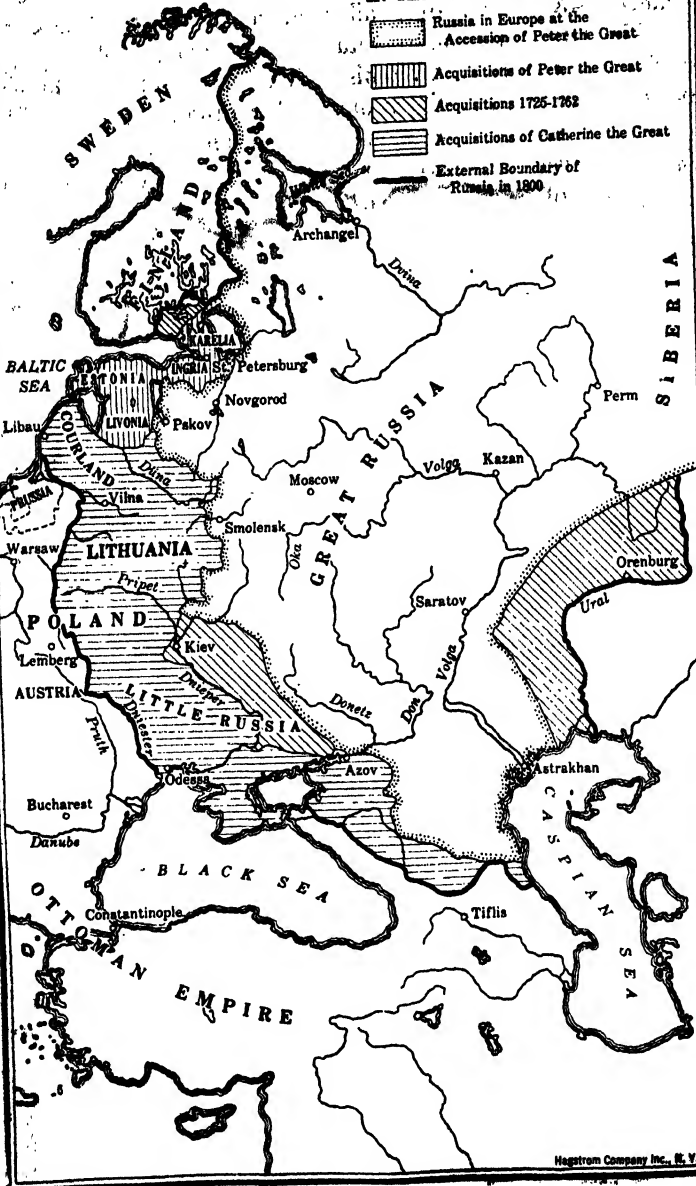 Russia in Europe at the
Accession of Peter the Great
Acquisitions of Peter the Great
Acquisitions 1725-1762
Acquisitions of Catherine the Great
External Boundary of
Russia in 1800
SWEDEN
FINLAND
Archangel
Dvina
SIBERIA
KARELIA
BALTIC
SEA
ESTONIA
INGRIA
St. Petersburg
Perm
Novgorod
Libau
COURLAND
LIVONIA
Pskov
GREAT RUSSIA
Volga
Kazan
Düna
Moscow
PRUSSIA
Vilna
Smolensk
Warsaw
LITHUANIA
Oka
Orenburg
Pripet
Saratov
Ural
POLAND
Kiev
Volga
Lemberg
Dnieper
AUSTRIA
LITTLE RUSSIA
Donetz
Don
Pruth
Dniester
Odessa
Azov
Astrakhan
Bucharest
Danube
CASPIAN SEA
BLACK SEA
Constantinople
Tiflis
OTTOMAN EMPIRE
Hagstrom Company Inc., N. Y.